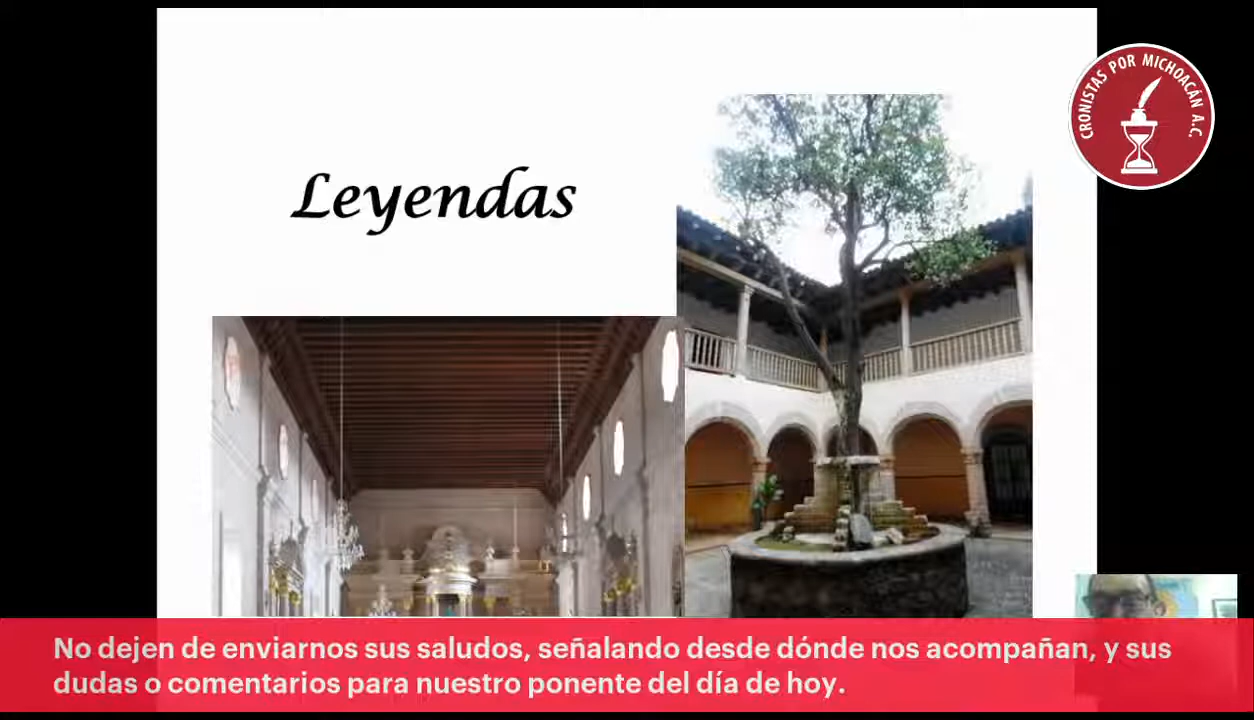 Leyendas
CRONISTAS POR MICHOACÁN A.C.
No dejen de enviarnos sus saludos, señalando desde dónde nos acompañan, y sus
dudas o comentarios para nuestro ponente del día de hoy.